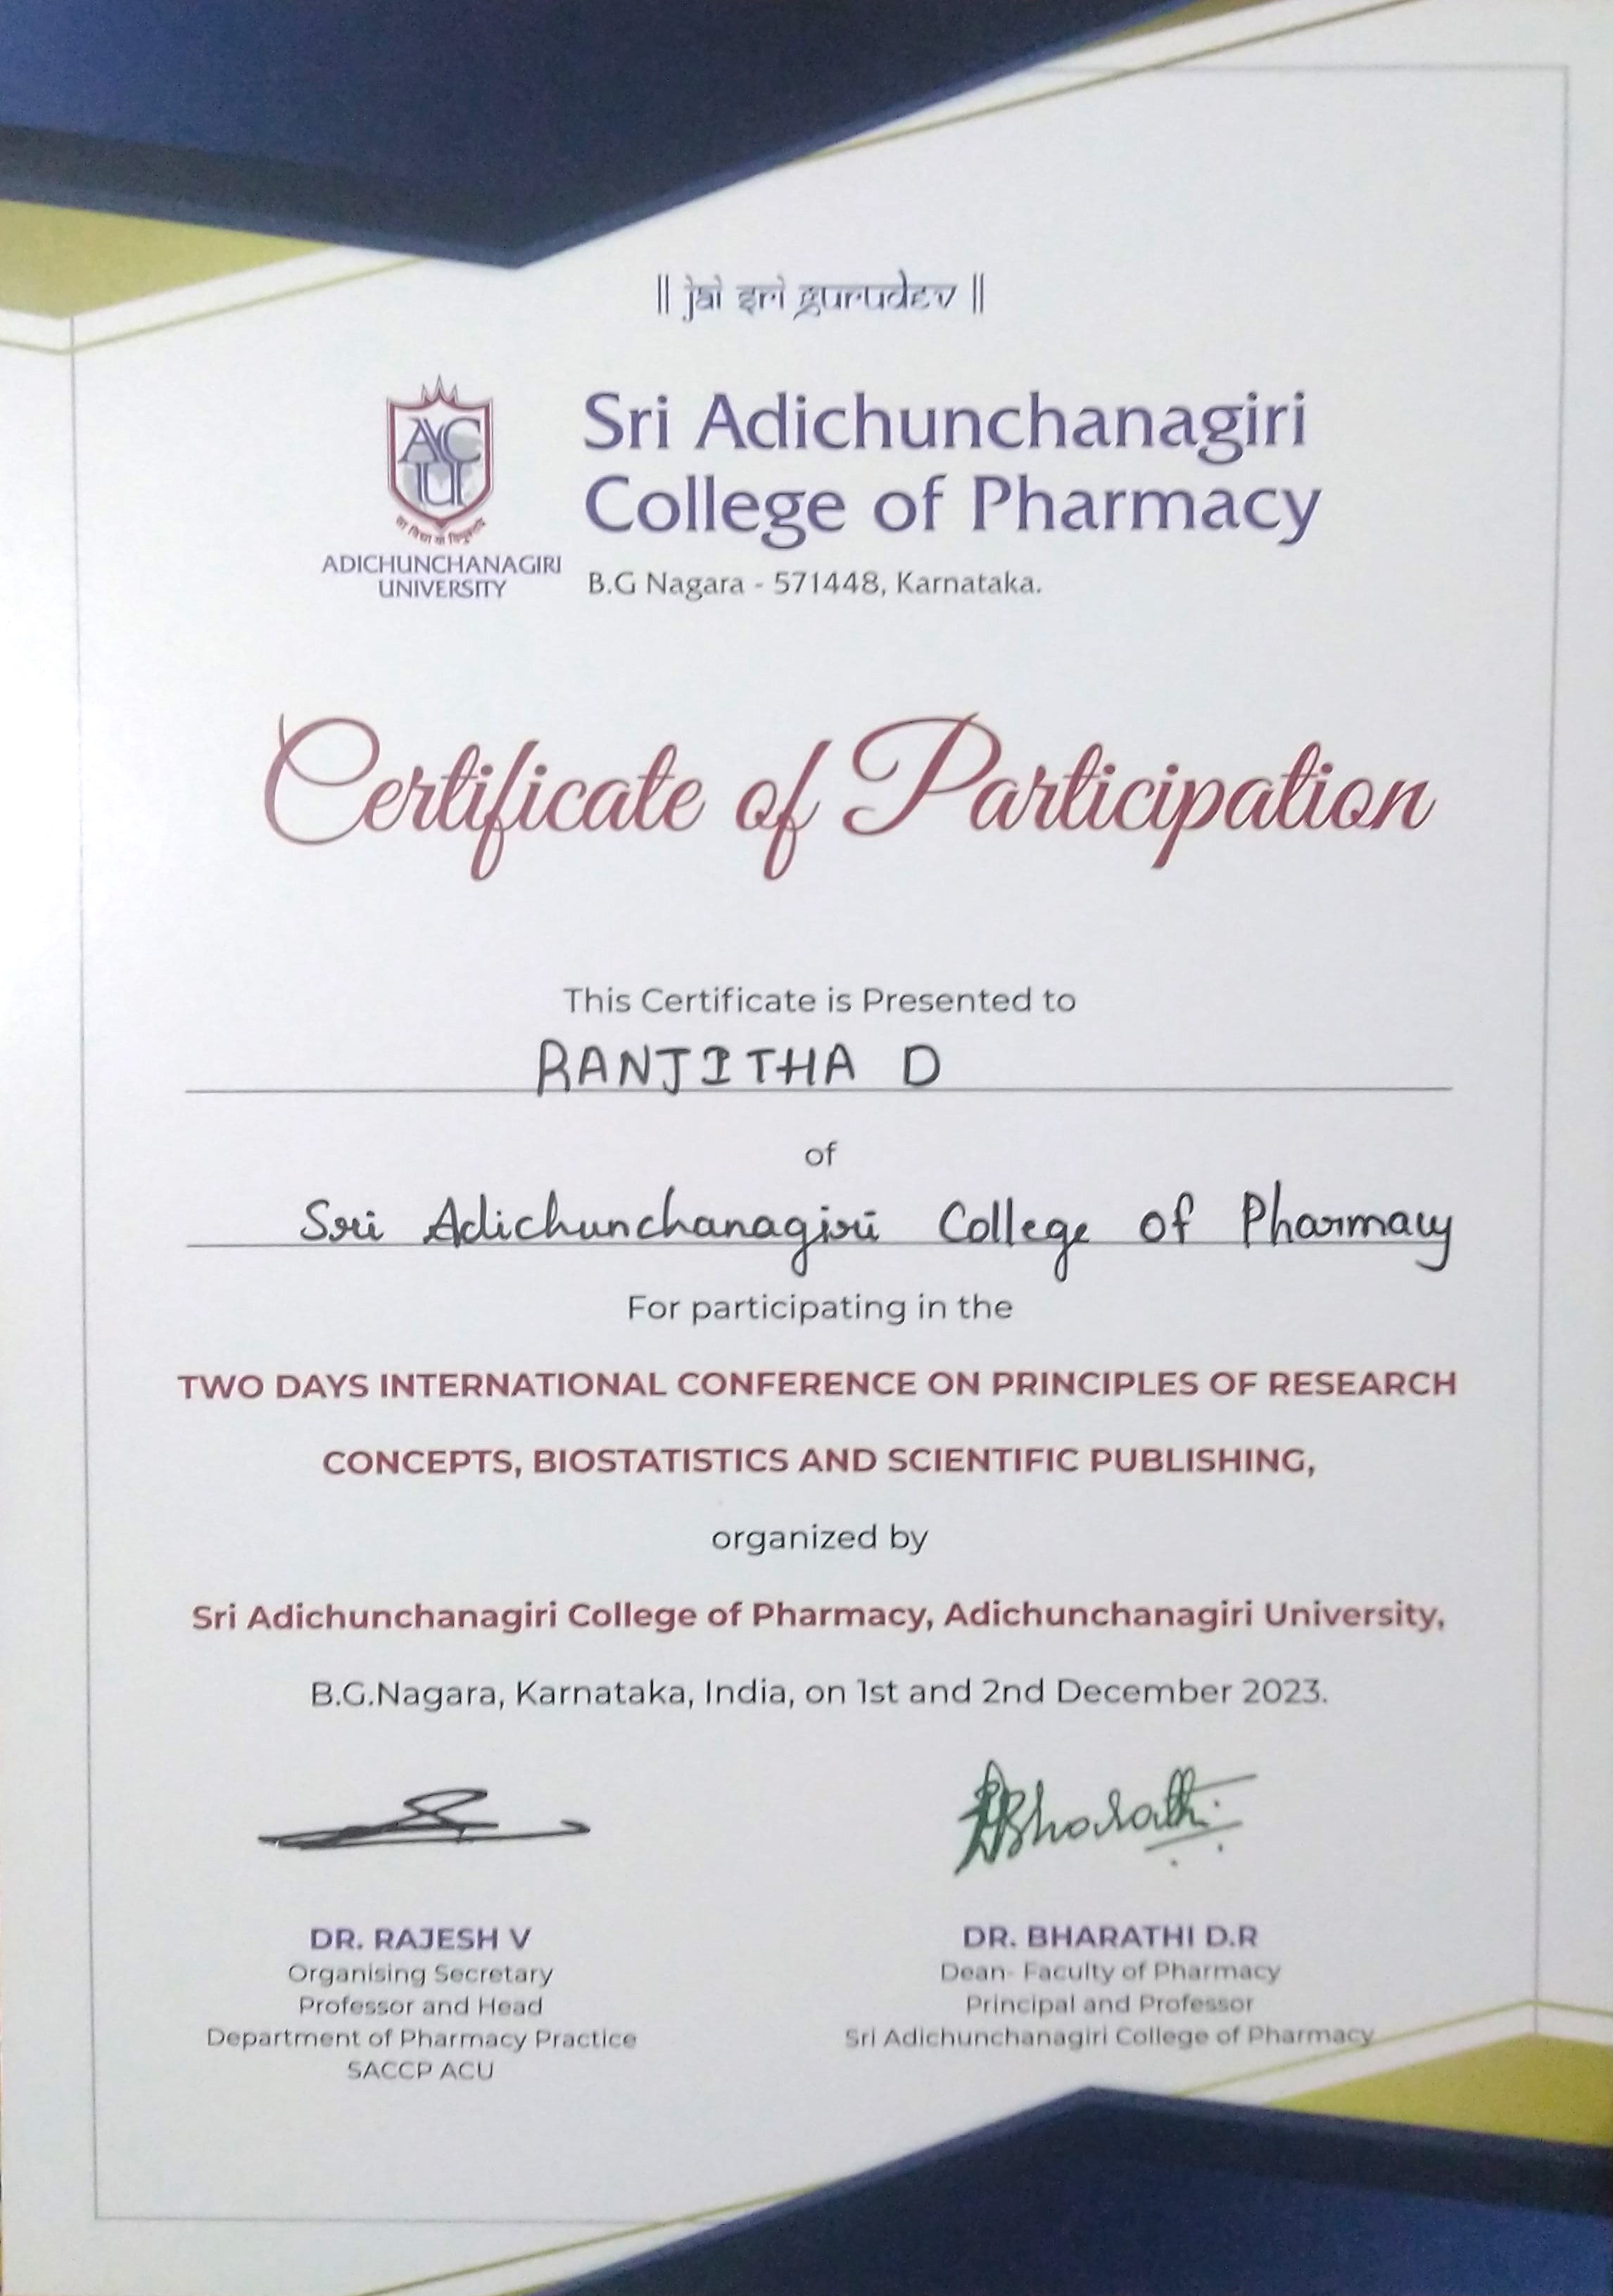 || jai sri gurudev ||
ACU
ADICHUNCHANAGIRI
UNIVERSITY
Sri Adichunchanagiri
College of Pharmacy
B.G Nagara - 571448, Karnataka.
Certificate of Participation
This Certificate is Presented to
RANJITHA D
of
Sri Adichunchanagiri College of Pharmacy
For participating in the
TWO DAYS INTERNATIONAL CONFERENCE ON PRINCIPLES OF RESEARCH
CONCEPTS, BIOSTATISTICS AND SCIENTIFIC PUBLISHING,
organized by
Sri Adichunchanagiri College of Pharmacy, Adichunchanagiri University,
B.G.Nagara, Karnataka, India, on 1st and 2nd December 2023.
Bharathi
DR. RAJESH V
Organising Secretary
Professor and Head
Department of Pharmacy Practice
SACCP ACU
DR. BHARATHI D.R
Dean- Faculty of Pharmacy
Principal and Professor
Sri Adichunchanagiri College of Pharmacy